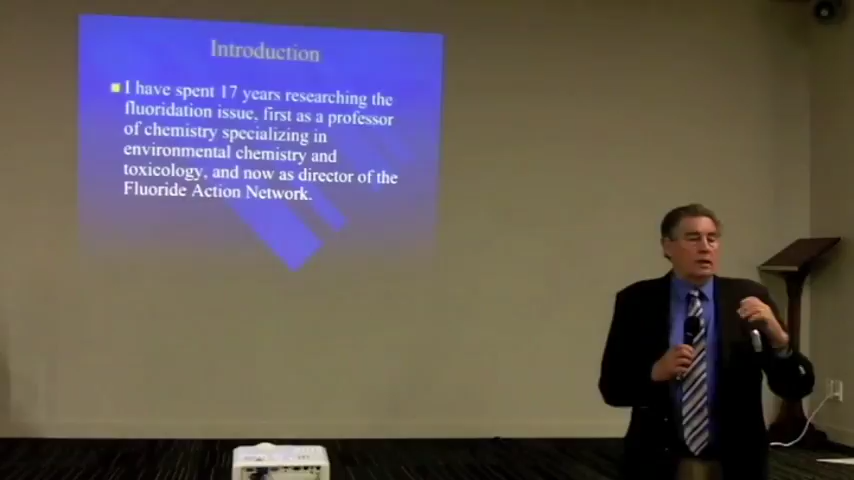 Introduction
I have spent 17 years researching the
fluoridation issue, first as a professor
of chemistry specializing in
environmental chemistry and
toxicology, and now as director of the
Fluoride Action Network.